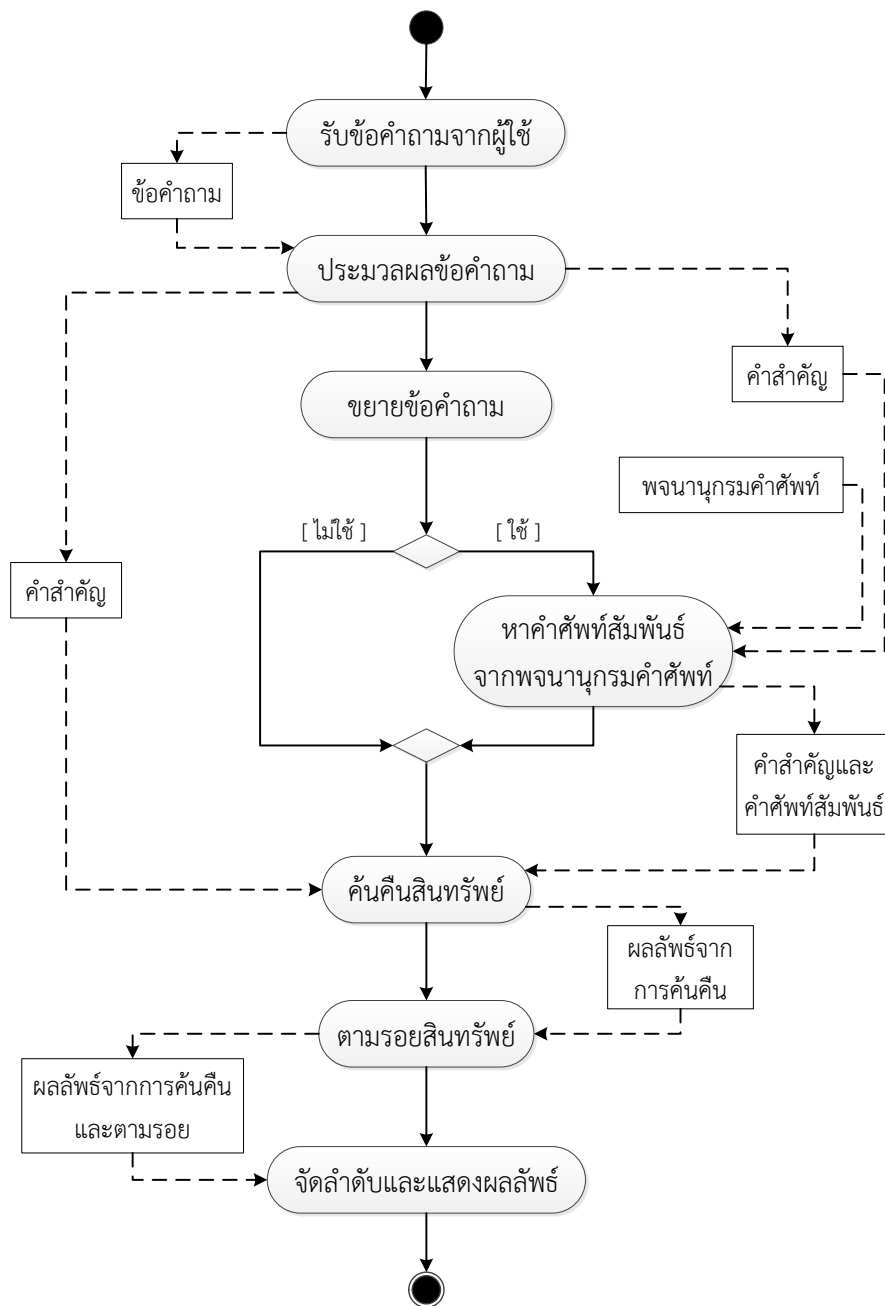 รับข้อคำถามจากผู้ใช้
ข้อคำถาม
ประมวลผลข้อคำถาม
คำสำคัญ
ขยายข้อคำถาม
พจนานุกรมคำศัพท์
[ ไม่ใช้ ]
[ ใช้ ]
คำสำคัญ
หาคำศัพท์สัมพันธ์
จากพจนานุกรมคำศัพท์
คำสำคัญและ
คำศัพท์สัมพันธ์
ค้นคืนสินทรัพย์
ผลลัพธ์จาก
การค้นคืน
ตามรอยสินทรัพย์
ผลลัพธ์จากการค้นคืน
และตามรอย
จัดลำดับและแสดงผลลัพธ์